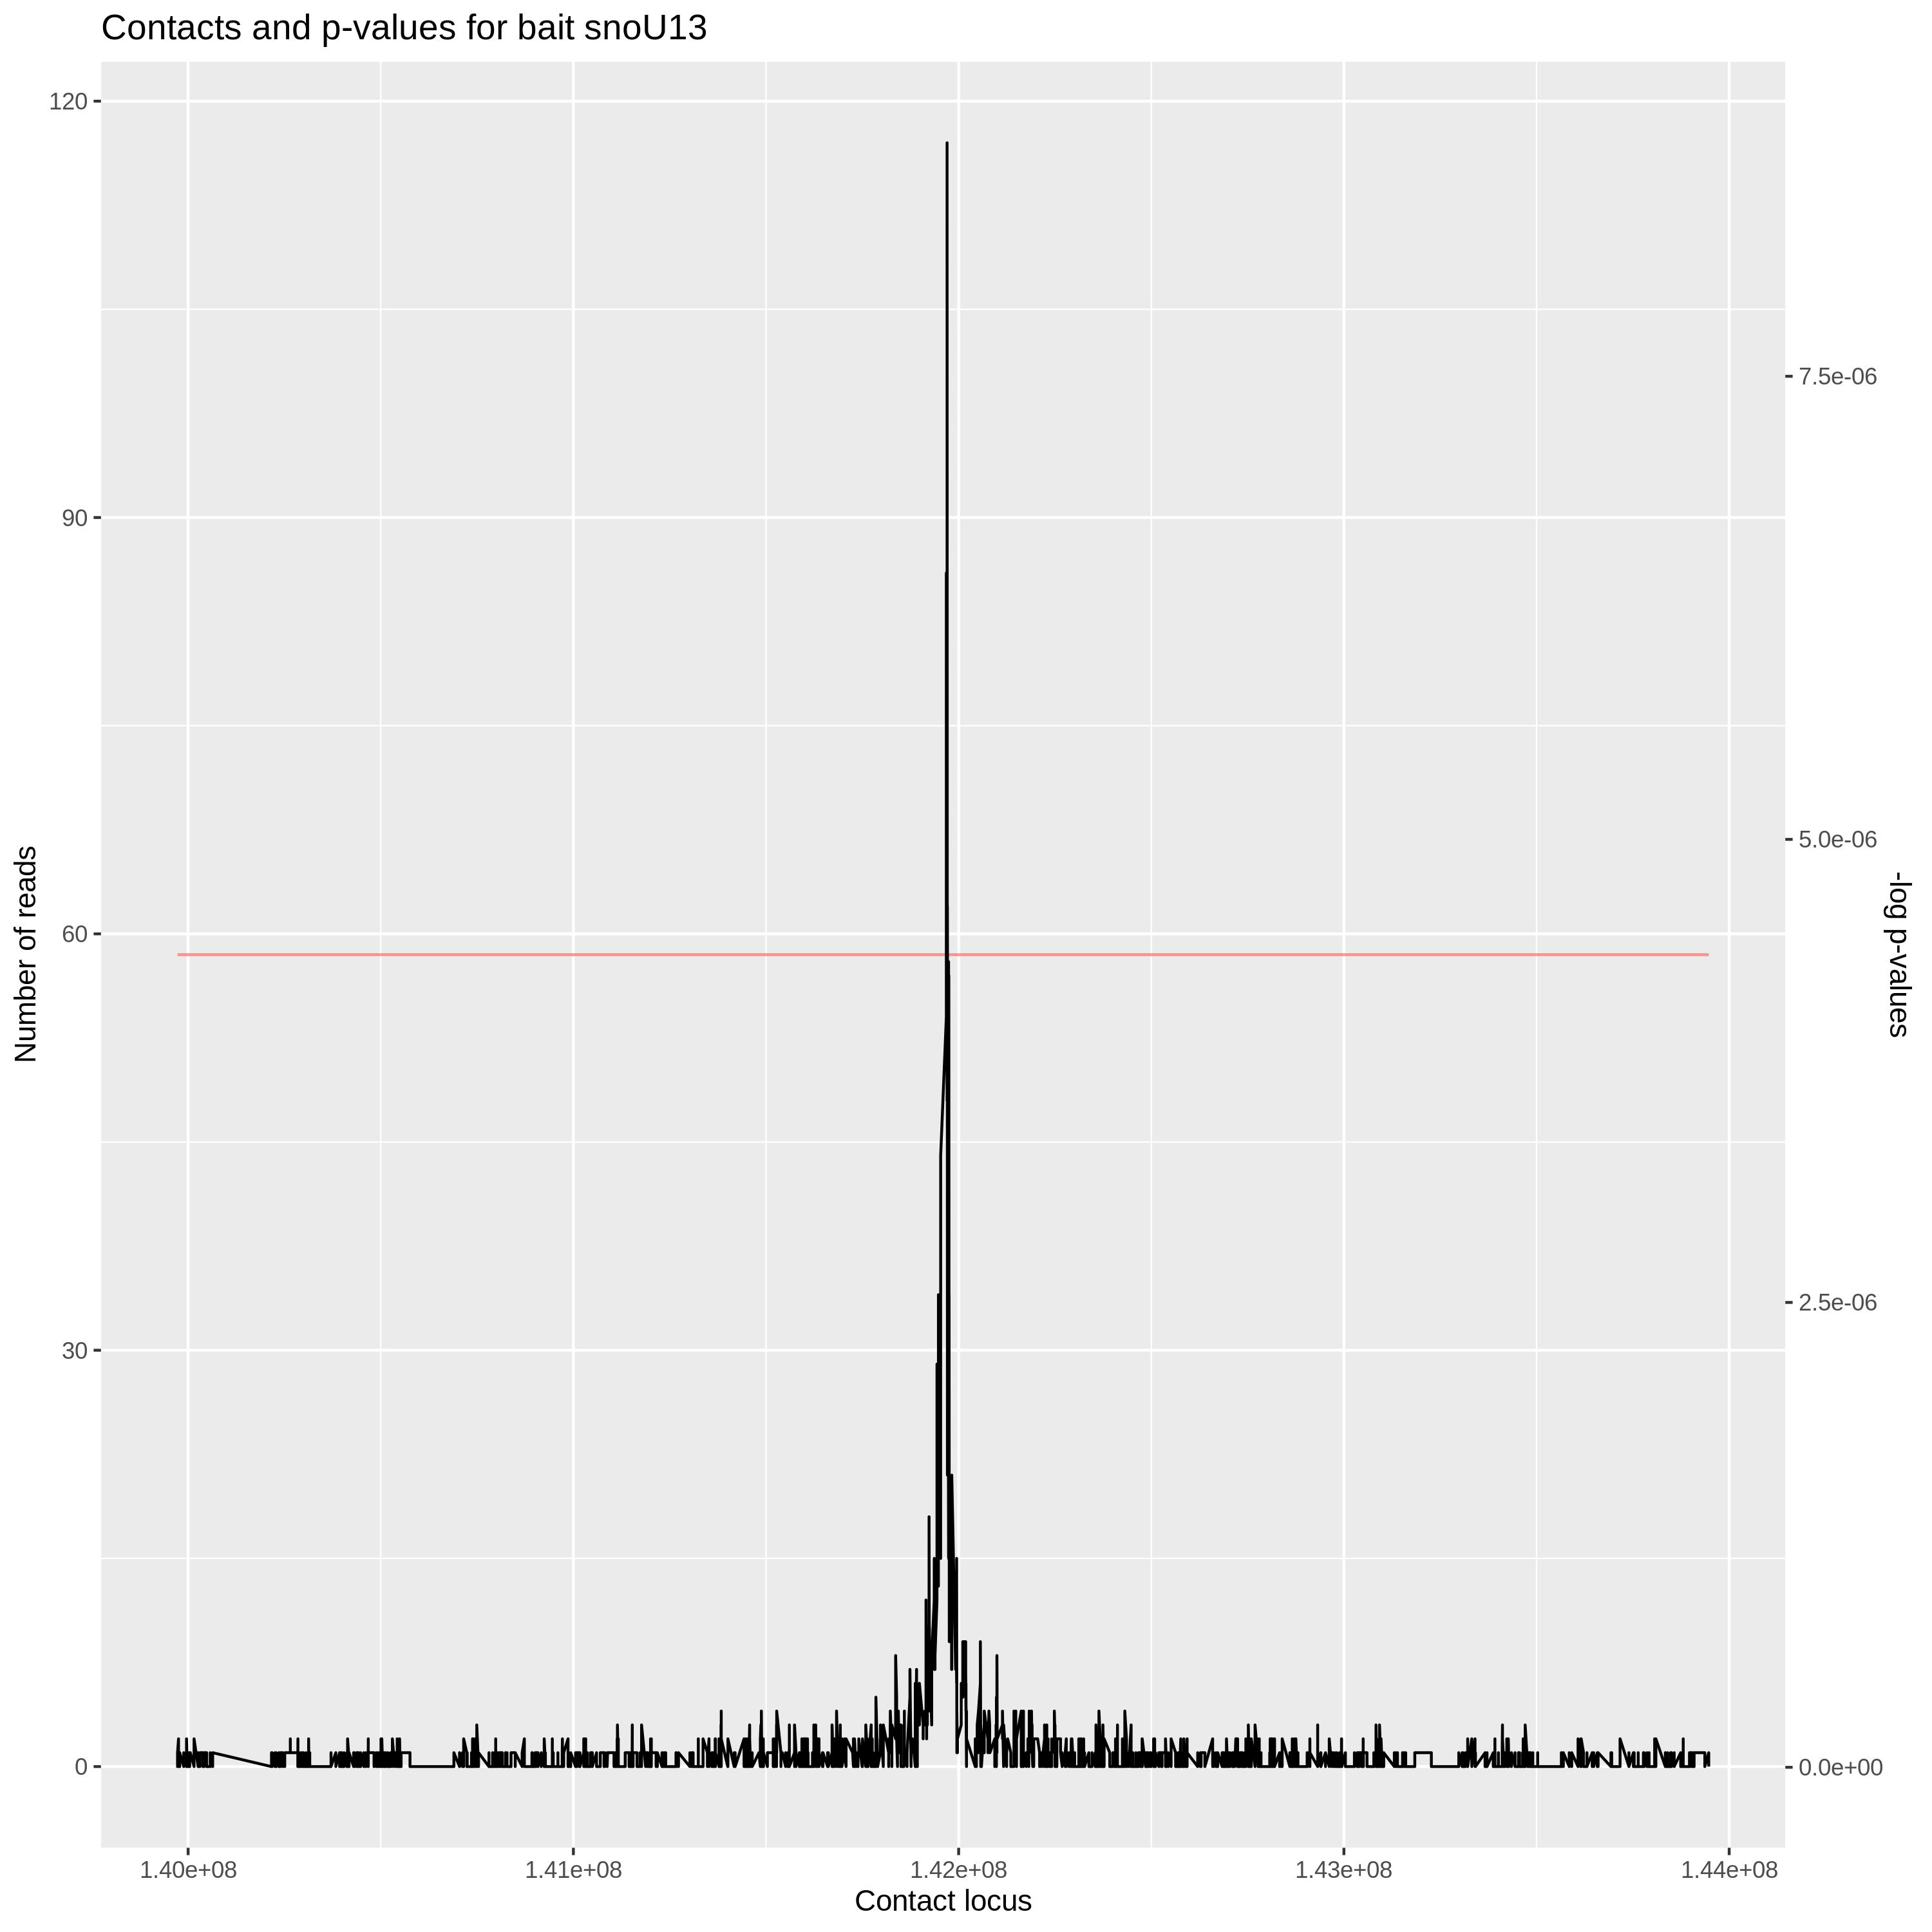 Contacts and p-values for bait snoU13
120
90
60
30
0
Number of reads
7.5e-06
5.0e-06
2.5e-06
0.0e+00
-log p-values
1.40e+08 1.41e+08 1.42e+08 1.43e+08 1.44e+08
Contact locus